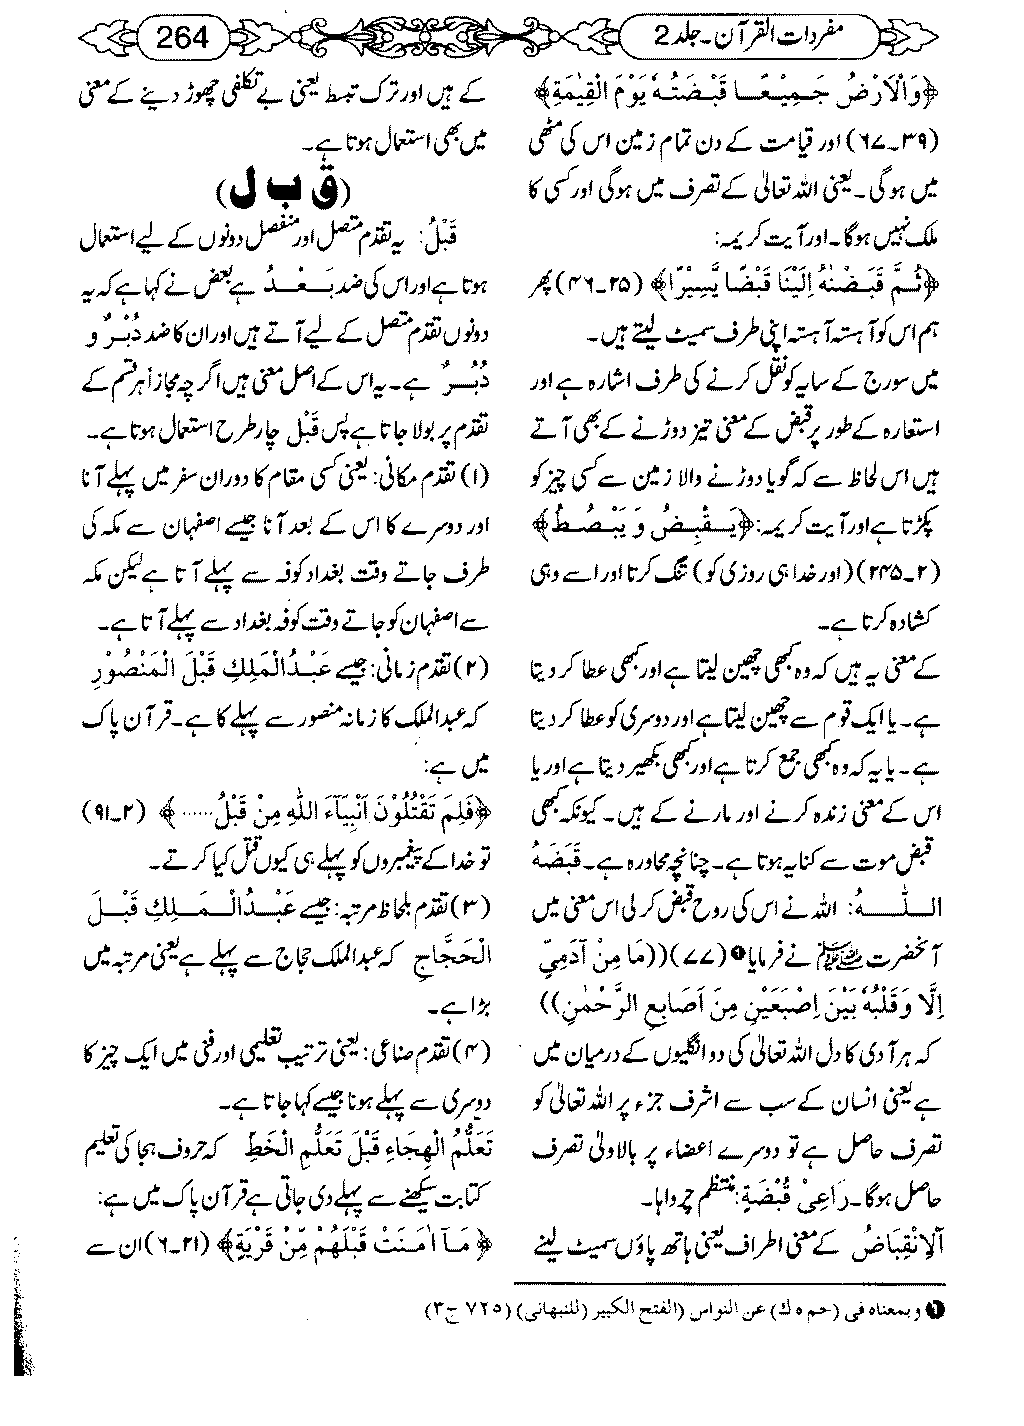 مفردات القرآن۔جلد 2
264
﴿وَالْاَرْضُ جَمِيْعًا قَبْضَتُهٗ يَوْمَ الْقِيٰمَةِ﴾
(۳۹۔۶۷) اور قیامت کے دن تمام زمین اس کی مٹھی
میں ہوگی۔ یعنی اللہ تعالیٰ کے تصرف میں ہوگی اور کسی کا
ملک نہیں ہوگا۔ اور آیت کریمہ:
﴿ثُمَّ قَبَضْنٰهُ اِلَيْنَا قَبْضًا يَّسِيْرًا﴾ (۲۵۔۴۶) پھر
ہم اس کو آہستہ آہستہ اپنی طرف سمیٹ لیتے ہیں۔
میں سورج کے سایہ کو نقل کرنے کی طرف اشارہ ہے اور
استعارہ کے طور پر قبض کے معنی تیز دوڑنے کے بھی آتے
ہیں اس لحاظ سے کہ گویا دوڑنے والا زمین سے کسی چیز کو
پکڑتا ہے اور آیت کریمہ: ﴿يَقْبِضُ وَ يَبْصُطُ﴾
(۲۔۲۴۵) (اور خدا ہی روزی کو) تنگ کرتا اور اسے وہی
کشادہ کرتا ہے۔
کے معنی یہ ہیں کہ وہ کبھی چھین لیتا ہے اور کبھی عطا کر دیتا
ہے۔ یا ایک قوم سے چھین لیتا ہے اور دوسری کو عطا کر دیتا
ہے۔ یا یہ کہ وہ کبھی جمع کرتا ہے اور کبھی بکھیر دیتا ہے اور یا
اس کے معنی زندہ کرنے اور مارنے کے ہیں۔ کیونکہ کبھی
قبض موت سے کنایہ ہوتا ہے۔ چنانچہ محاورہ ہے۔ قَبَضَهُ
اللّٰهُ: اللہ نے اس کی روح قبض کر لی اس معنی میں
آنحضرت ﷺ نے فرمایا❶ (۷۷) ((مَا مِنْ آدَمِيٍّ
اِلَّا وَقَلْبُهٗ بَيْنَ اِصْبَعَيْنِ مِنَ اَصَابِعِ الرَّحْمٰنِ))
کہ ہر آدمی کا دل اللہ تعالیٰ کی دو انگلیوں کے درمیان میں
ہے یعنی انسان کے سب سے اشرف جزء پر اللہ تعالیٰ کو
تصرف حاصل ہے تو دوسرے اعضاء پر بالاولیٰ تصرف
حاصل ہوگا۔ رَاعِىْ قُبْضَةٍ: منتظم چرواہا۔
اَلْاِنْقِبَاضُ کے معنی اطراف یعنی ہاتھ پاؤں سمیٹ لینے
کے ہیں اور ترک تبسط یعنی بے تکلفی چھوڑ دینے کے معنی
میں بھی استعمال ہوتا ہے۔
(ق ب ل)
قَبْلُ: یہ تقدم متصل اور منفصل دونوں کے لیے استعمال
ہوتا ہے اور اس کی ضد بَعْدُ ہے بعض نے کہا ہے کہ یہ
دونوں تقدم متصل کے لیے آتے ہیں اور ان کا ضد دُبْرٌ و
دُبُرٌ ہے۔ یہ اس کے اصل معنی ہیں اگرچہ مجازاً ہر قسم کے
تقدم پر بولا جاتا ہے پس قَبْلُ چار طرح استعمال ہوتا ہے۔
(۱) تقدم مکانی: یعنی کسی مقام کا دوران سفر میں پہلے آنا
اور دوسرے کا اس کے بعد آنا جیسے اصفہان سے مکہ کی
طرف جاتے وقت بغداد کوفہ سے پہلے آتا ہے لیکن مکہ
سے اصفہان کو جاتے وقت کوفہ بغداد سے پہلے آتا ہے۔
(۲) تقدم زمانی: جیسے عَبْدُالْمَلِكِ قَبْلَ الْمَنْصُوْرِ
کہ عبدالملک کا زمانہ منصور سے پہلے کا ہے۔ قرآن پاک
میں ہے:
﴿فَلِمَ تَقْتُلُوْنَ اَنْبِيَآءَ اللّٰهِ مِنْ قَبْلُ ......﴾ (۲۔۹۱)
تو خدا کے پیغمبروں کو پہلے ہی کیوں قتل کیا کرتے۔
(۳) تقدم بلحاظ مرتبہ: جیسے عَبْدُالْمَلِكِ قَبْلَ
الْحَجَّاجِ کہ عبدالملک حجاج سے پہلے ہے یعنی مرتبہ میں
بڑا ہے۔
(۴) تقدم صناعی: یعنی ترتیب تعلیمی اور فنی میں ایک چیز کا
دوسری سے پہلے ہونا جیسے کہا جاتا ہے۔
تَعَلُّمُ الْهِجَاءِ قَبْلَ تَعَلُّمِ الْخَطِّ کہ حروف ہجا کی تعلیم
کتابت سیکھنے سے پہلے دی جاتی ہے قرآن پاک میں ہے:
﴿مَآ اٰمَنَتْ قَبْلَهُمْ مِّنْ قَرْيَةٍ﴾ (۲۱۔۶) ان سے
❶ و بمعناه فى (حم ه ك) عن النواس (الفتح الكبير (للنبهانى) (۷۲۵ ج۳)